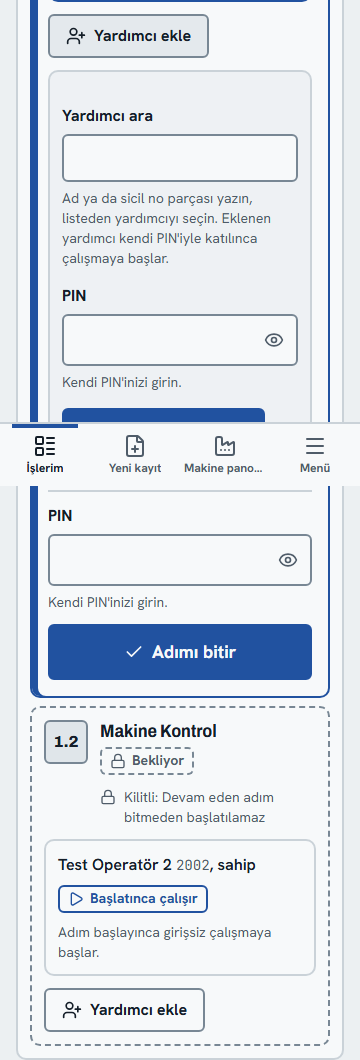 Yardımcı ekle
Yardımcı ara
Ad ya da sicil no parçası yazın,
listeden yardımcıyı seçin. Eklenen
yardımcı kendi PIN'iyle katılınca
çalışmaya başlar.
PIN
Kendi PIN'inizi girin.
İşlerim
Yeni kayıt
Makine pano...
Menü
PIN
Kendi PIN'inizi girin.
Adımı bitir
1.2
Makine Kontrol
Bekliyor
Kilitli: Devam eden adım
bitmeden başlatılamaz
Test Operatör 2 2002, sahip
Başlatınca çalışır
Adım başlayınca girişsiz çalışmaya
başlar.
Yardımcı ekle